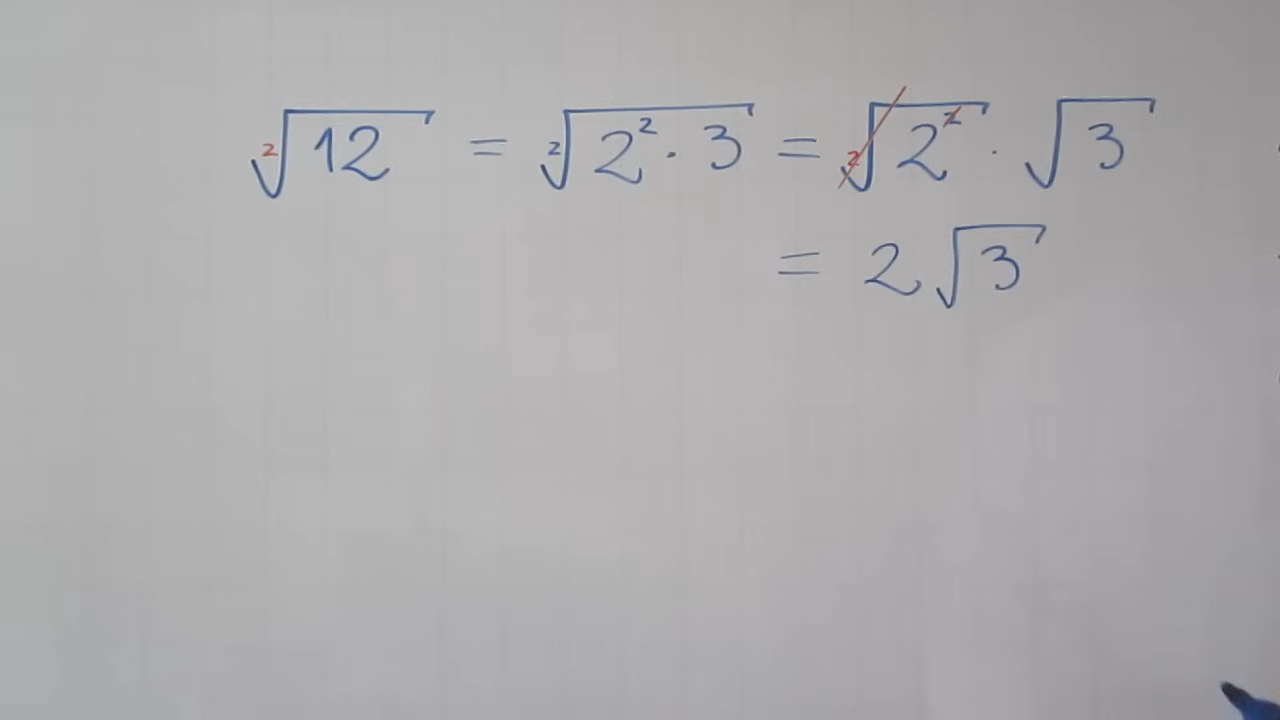 ²√12 = ²√2² · 3 = ²√2² · √3
= 2√3